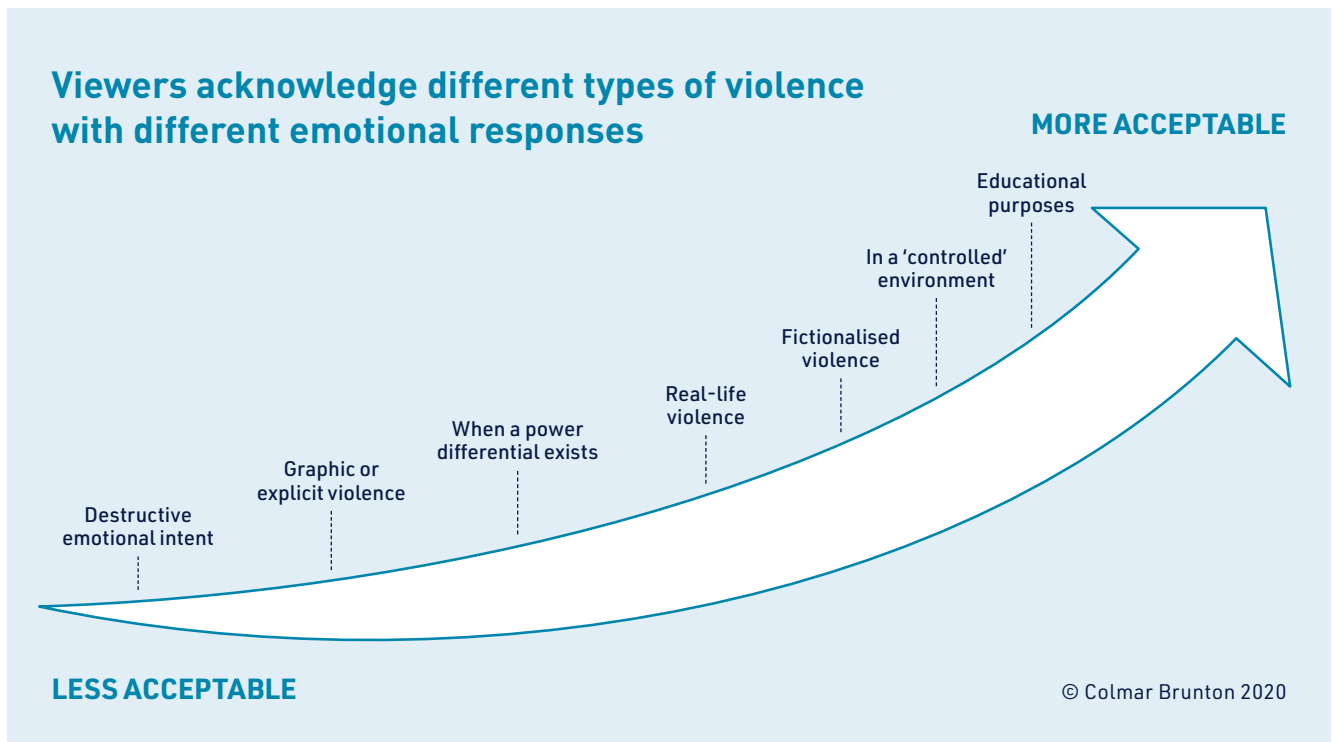 Viewers acknowledge different types of violence
with different emotional responses
MORE ACCEPTABLE
Educational
purposes
In a ‘controlled’
environment
Fictionalised
violence
Real-life
violence
When a power
differential exists
Graphic or
explicit violence
Destructive
emotional intent
LESS ACCEPTABLE
© Colmar Brunton 2020